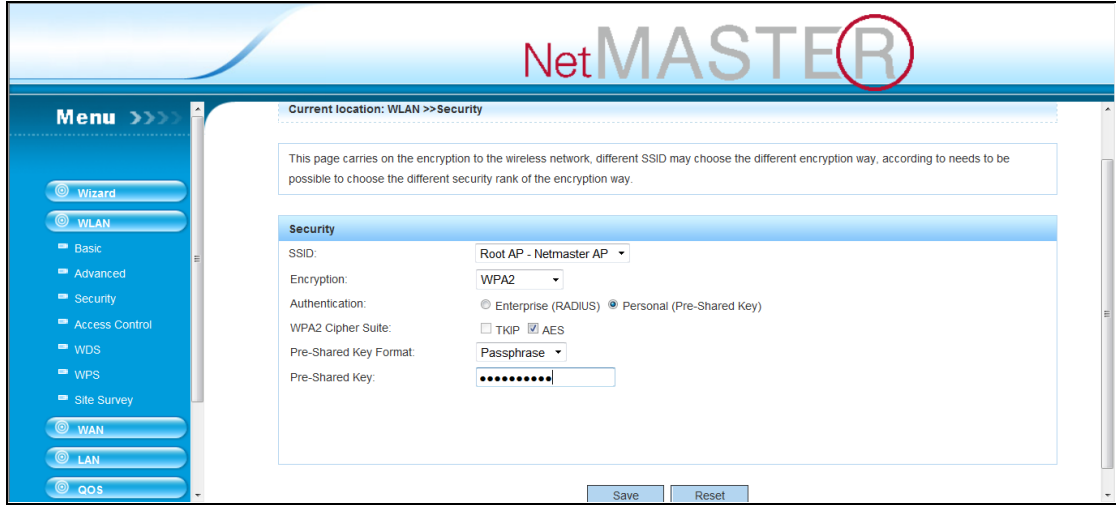 NetMASTER
Menu >>>>
Wizard
WLAN
Basic
Advanced
Security
Access Control
WDS
WPS
Site Survey
WAN
LAN
QOS
Current location: WLAN >>Security
This page carries on the encryption to the wireless network, different SSID may choose the different encryption way, according to needs to be
possible to choose the different security rank of the encryption way.
Security
SSID: Root AP - Netmaster AP
Encryption: WPA2
Authentication: Enterprise (RADIUS) Personal (Pre-Shared Key)
WPA2 Cipher Suite: TKIP AES
Pre-Shared Key Format: Passphrase
Pre-Shared Key: ●●●●●●●●●●
Save Reset